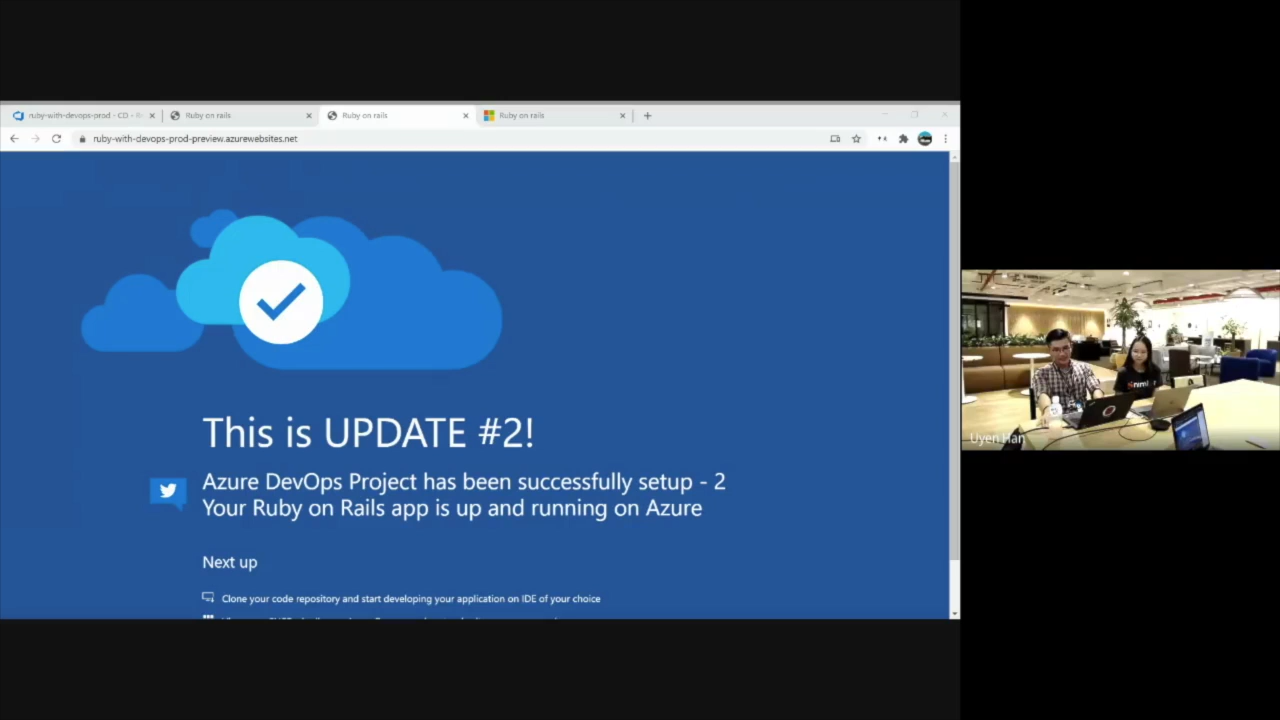 ruby-with-devops-prod - CD - R
Ruby on rails
Ruby on rails
Ruby on rails
ruby-with-devops-prod-preview.azurewebsites.net
This is UPDATE #2!
Azure DevOps Project has been successfully setup - 2
Your Ruby on Rails app is up and running on Azure
Next up
Clone your code repository and start developing your application on IDE of your choice
Uyen Han